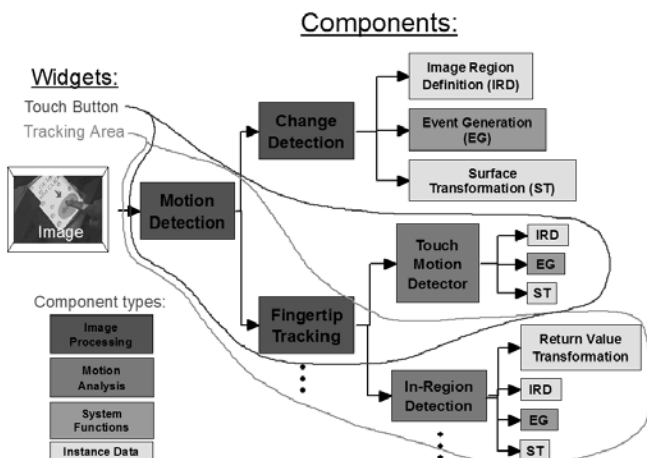 Components:
Widgets:
Touch Button
Tracking Area
Image
Motion
Detection
Change
Detection
Image Region
Definition (IRD)
Event Generation
(EG)
Surface
Transformation (ST)
Fingertip
Tracking
Touch
Motion
Detector
IRD
EG
ST
In-Region
Detection
Return Value
Transformation
IRD
EG
ST
Component types:
Image
Processing
Motion
Analysis
System
Functions
Instance Data